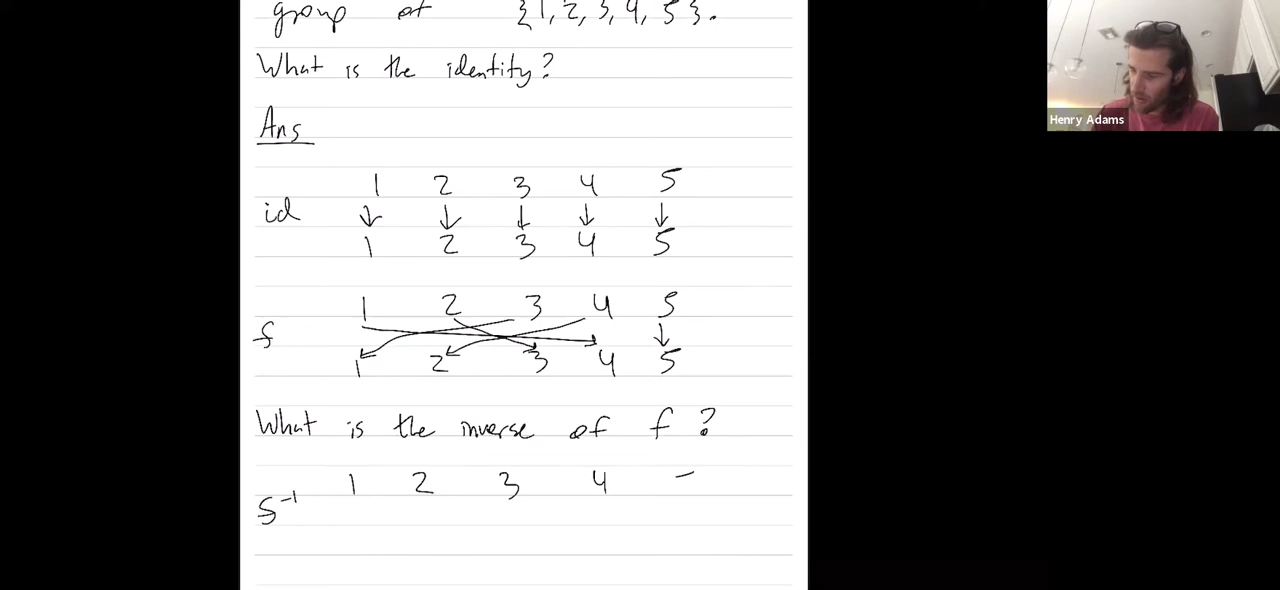 group of {1, 2, 3, 4, 5}.
What is the identity?
Henry Adams
Ans
1 2 3 4 5
id
1 2 3 4 5
1 2 3 4 5
f
1 2 3 4 5
What is the inverse of f?
1 2 3 4
f⁻¹